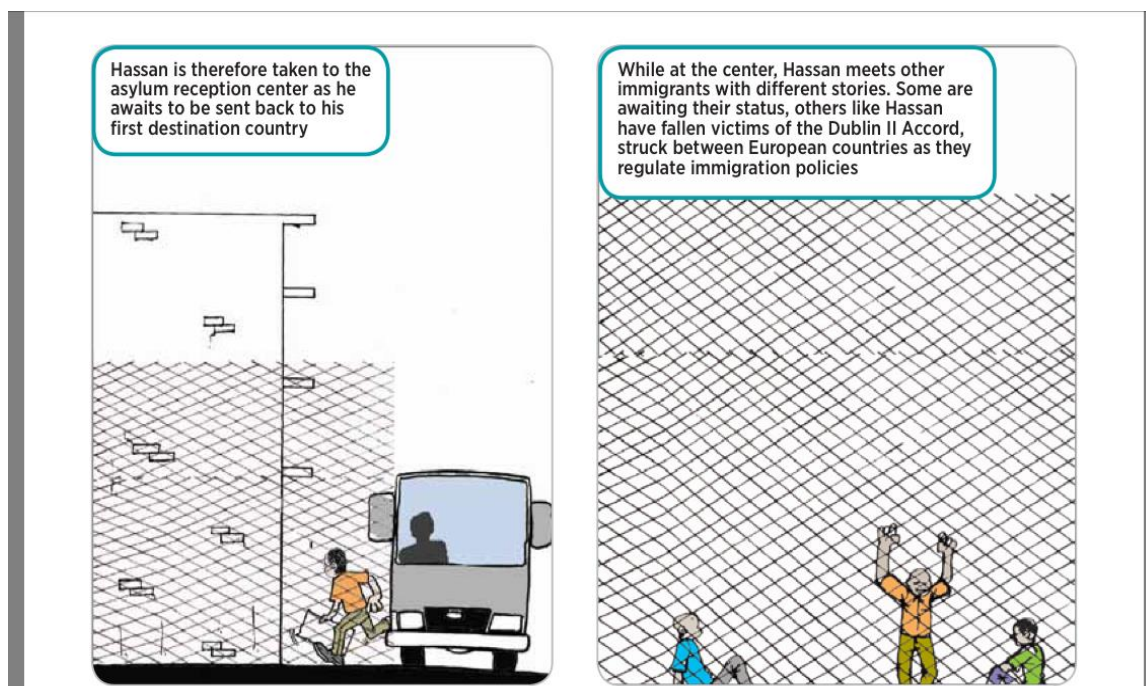 Hassan is therefore taken to the
asylum reception center as he
awaits to be sent back to his
first destination country
While at the center, Hassan meets other
immigrants with different stories. Some are
awaiting their status, others like Hassan
have fallen victims of the Dublin II Accord,
struck between European countries as they
regulate immigration policies